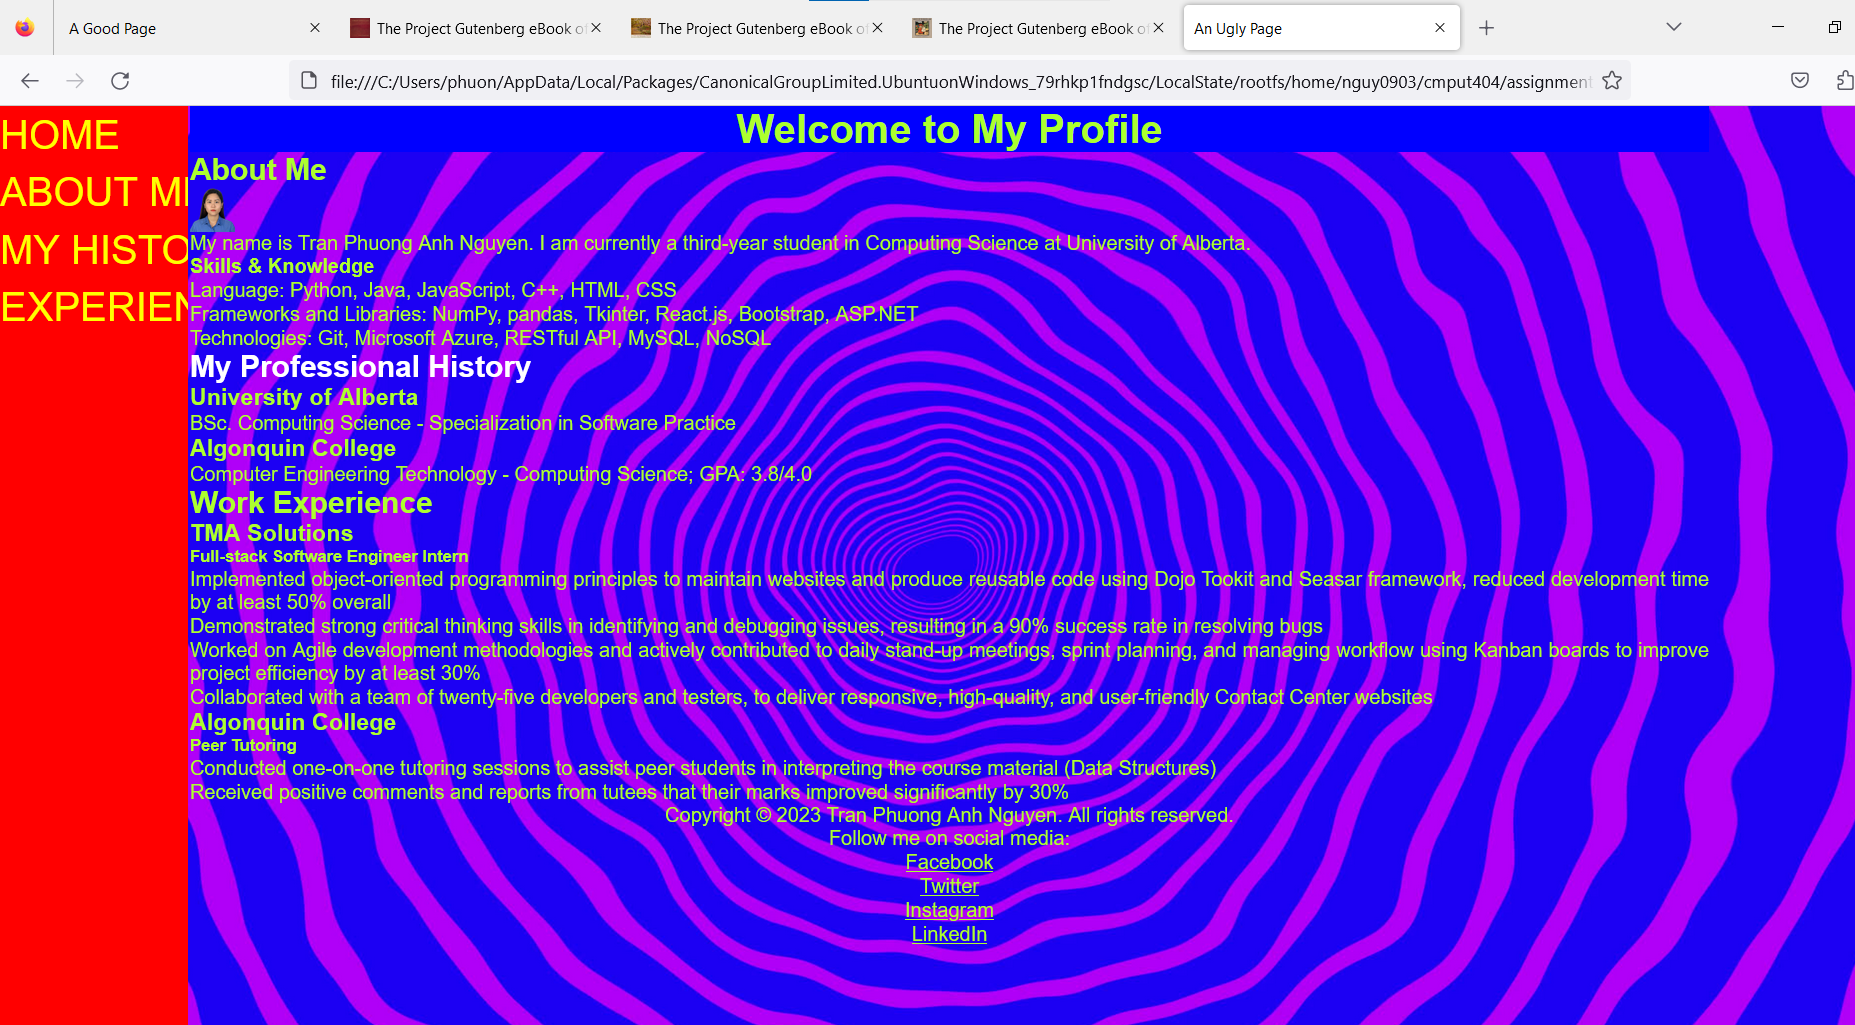 A Good Page
The Project Gutenberg eBook of
The Project Gutenberg eBook of
The Project Gutenberg eBook of
An Ugly Page
file:///C:/Users/phuon/AppData/Local/Packages/CanonicalGroupLimited.UbuntuonWindows_79rhkp1fndgsc/LocalState/rootfs/home/nguy0903/cmput404/assignment
HOME
ABOUT ME
MY HISTO
EXPERIEN
Welcome to My Profile
About Me
My name is Tran Phuong Anh Nguyen. I am currently a third-year student in Computing Science at University of Alberta.
Skills & Knowledge
Language: Python, Java, JavaScript, C++, HTML, CSS
Frameworks and Libraries: NumPy, pandas, Tkinter, React.js, Bootstrap, ASP.NET
Technologies: Git, Microsoft Azure, RESTful API, MySQL, NoSQL
My Professional History
University of Alberta
BSc. Computing Science - Specialization in Software Practice
Algonquin College
Computer Engineering Technology - Computing Science; GPA: 3.8/4.0
Work Experience
TMA Solutions
Full-stack Software Engineer Intern
Implemented object-oriented programming principles to maintain websites and produce reusable code using Dojo Tookit and Seasar framework, reduced development time
by at least 50% overall
Demonstrated strong critical thinking skills in identifying and debugging issues, resulting in a 90% success rate in resolving bugs
Worked on Agile development methodologies and actively contributed to daily stand-up meetings, sprint planning, and managing workflow using Kanban boards to improve
project efficiency by at least 30%
Collaborated with a team of twenty-five developers and testers, to deliver responsive, high-quality, and user-friendly Contact Center websites
Algonquin College
Peer Tutoring
Conducted one-on-one tutoring sessions to assist peer students in interpreting the course material (Data Structures)
Received positive comments and reports from tutees that their marks improved significantly by 30%
Copyright © 2023 Tran Phuong Anh Nguyen. All rights reserved.
Follow me on social media:
Facebook
Twitter
Instagram
LinkedIn